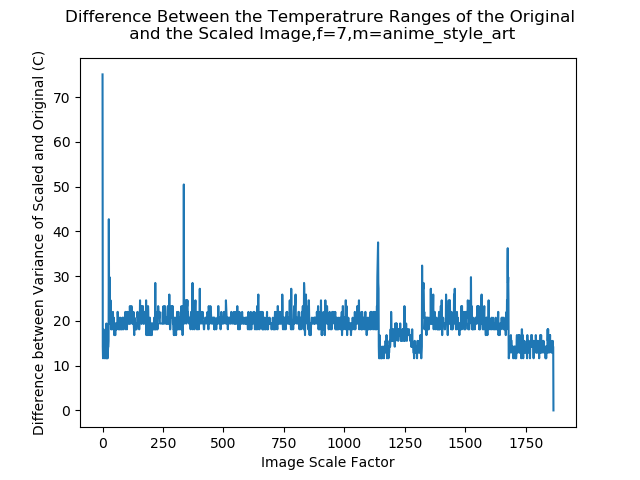 Difference Between the Temperatrure Ranges of the Original
and the Scaled Image,f=7,m=anime_style_art
Difference between Variance of Scaled and Original (C)
70
60
50
40
30
20
10
0
0 250 500 750 1000 1250 1500 1750
Image Scale Factor